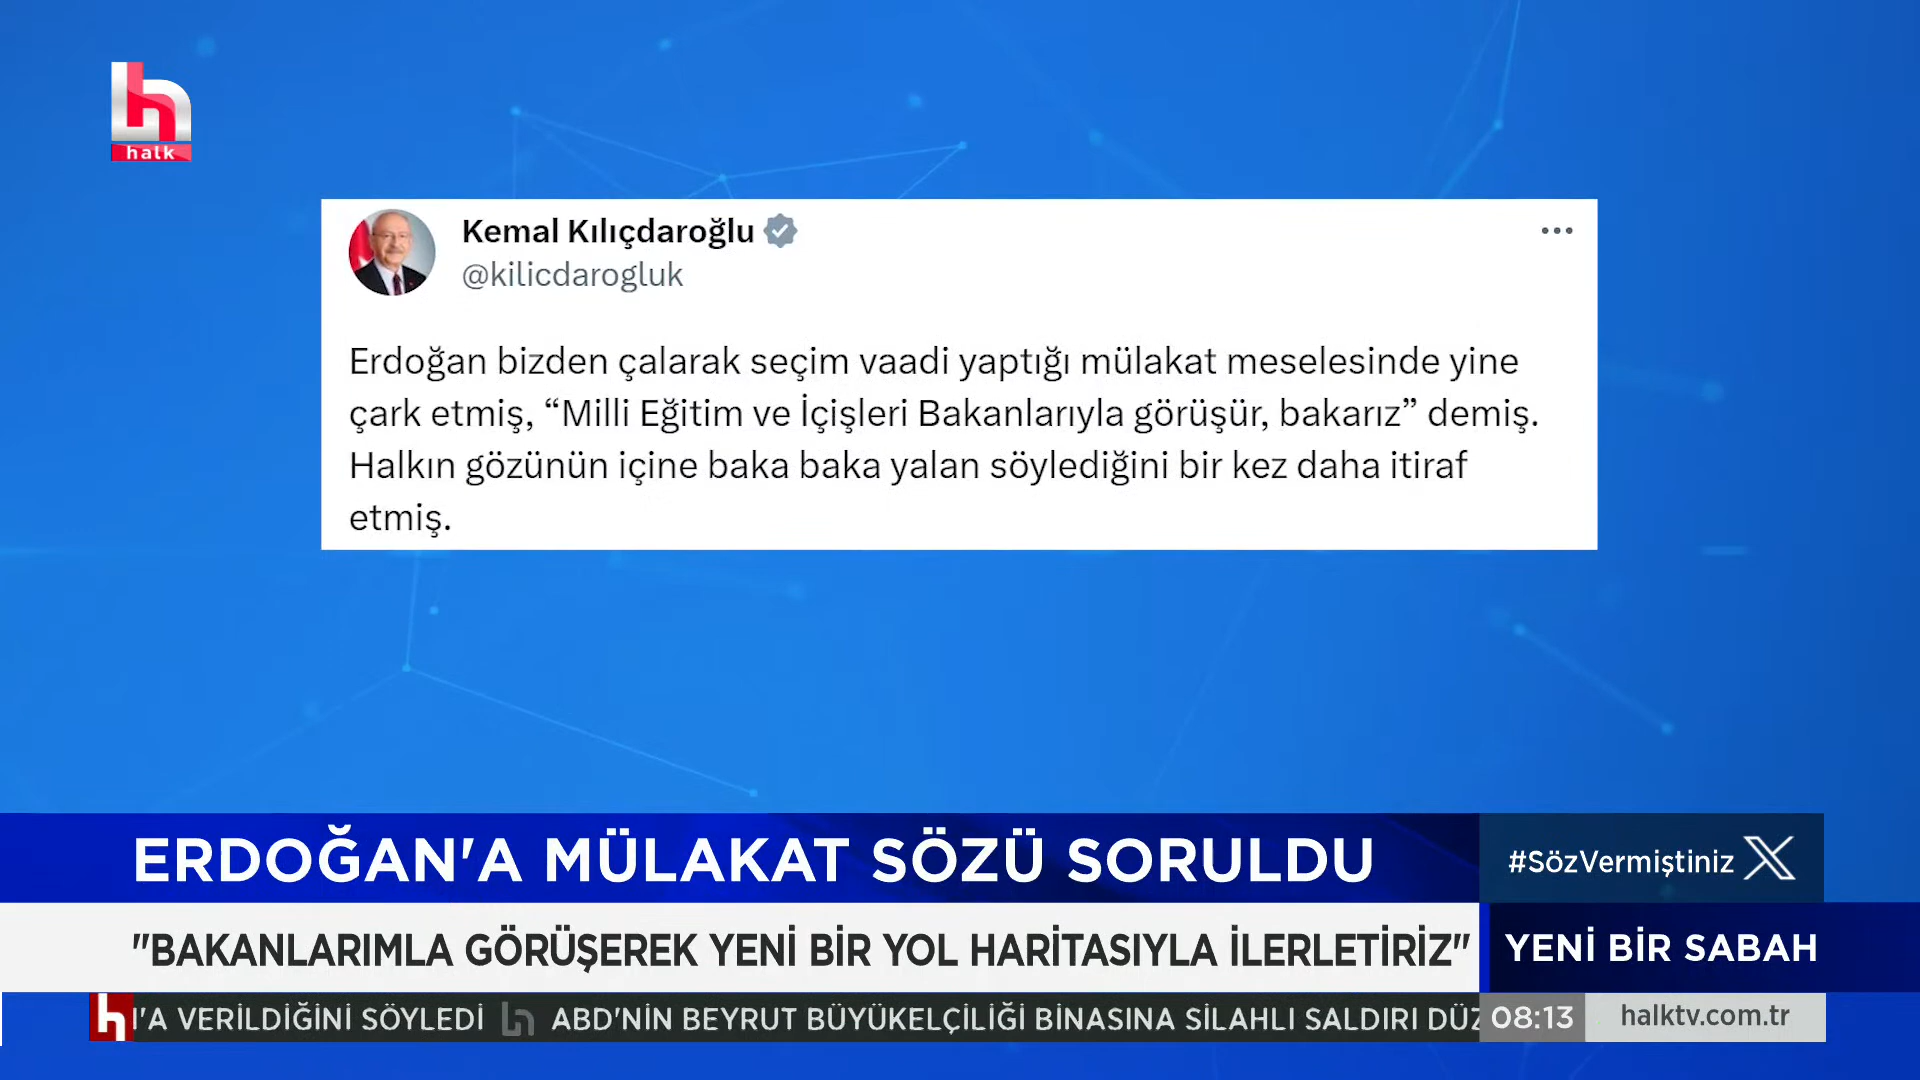 h
halk
Kemal Kılıçdaroğlu
@kilicdarogluk
Erdoğan bizden çalarak seçim vaadi yaptığı mülakat meselesinde yine
çark etmiş, “Milli Eğitim ve İçişleri Bakanlarıyla görüşür, bakarız” demiş.
Halkın gözünün içine baka baka yalan söylediğini bir kez daha itiraf
etmiş.
ERDOĞAN'A MÜLAKAT SÖZÜ SORULDU
#SözVermiştiniz X
"BAKANLARIMLA GÖRÜŞEREK YENİ BİR YOL HARİTASIYLA İLERLETİRİZ"
YENİ BİR SABAH
h 'A VERİLDİĞİNİ SÖYLEDİ h ABD'NİN BEYRUT BÜYÜKELÇİLİĞİ BİNASINA SİLAHLI SALDIRI DÜZ
08:13
halktv.com.tr